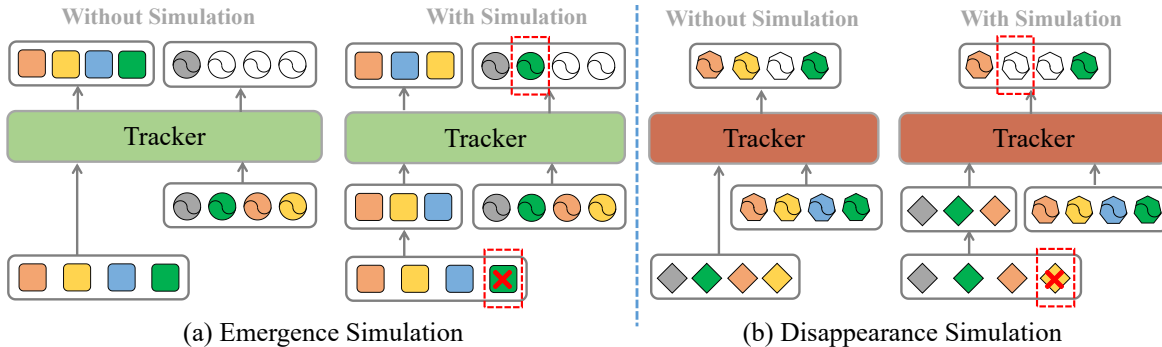 Without Simulation
With Simulation
Tracker
Tracker
(a) Emergence Simulation
Without Simulation
With Simulation
Tracker
Tracker
(b) Disappearance Simulation